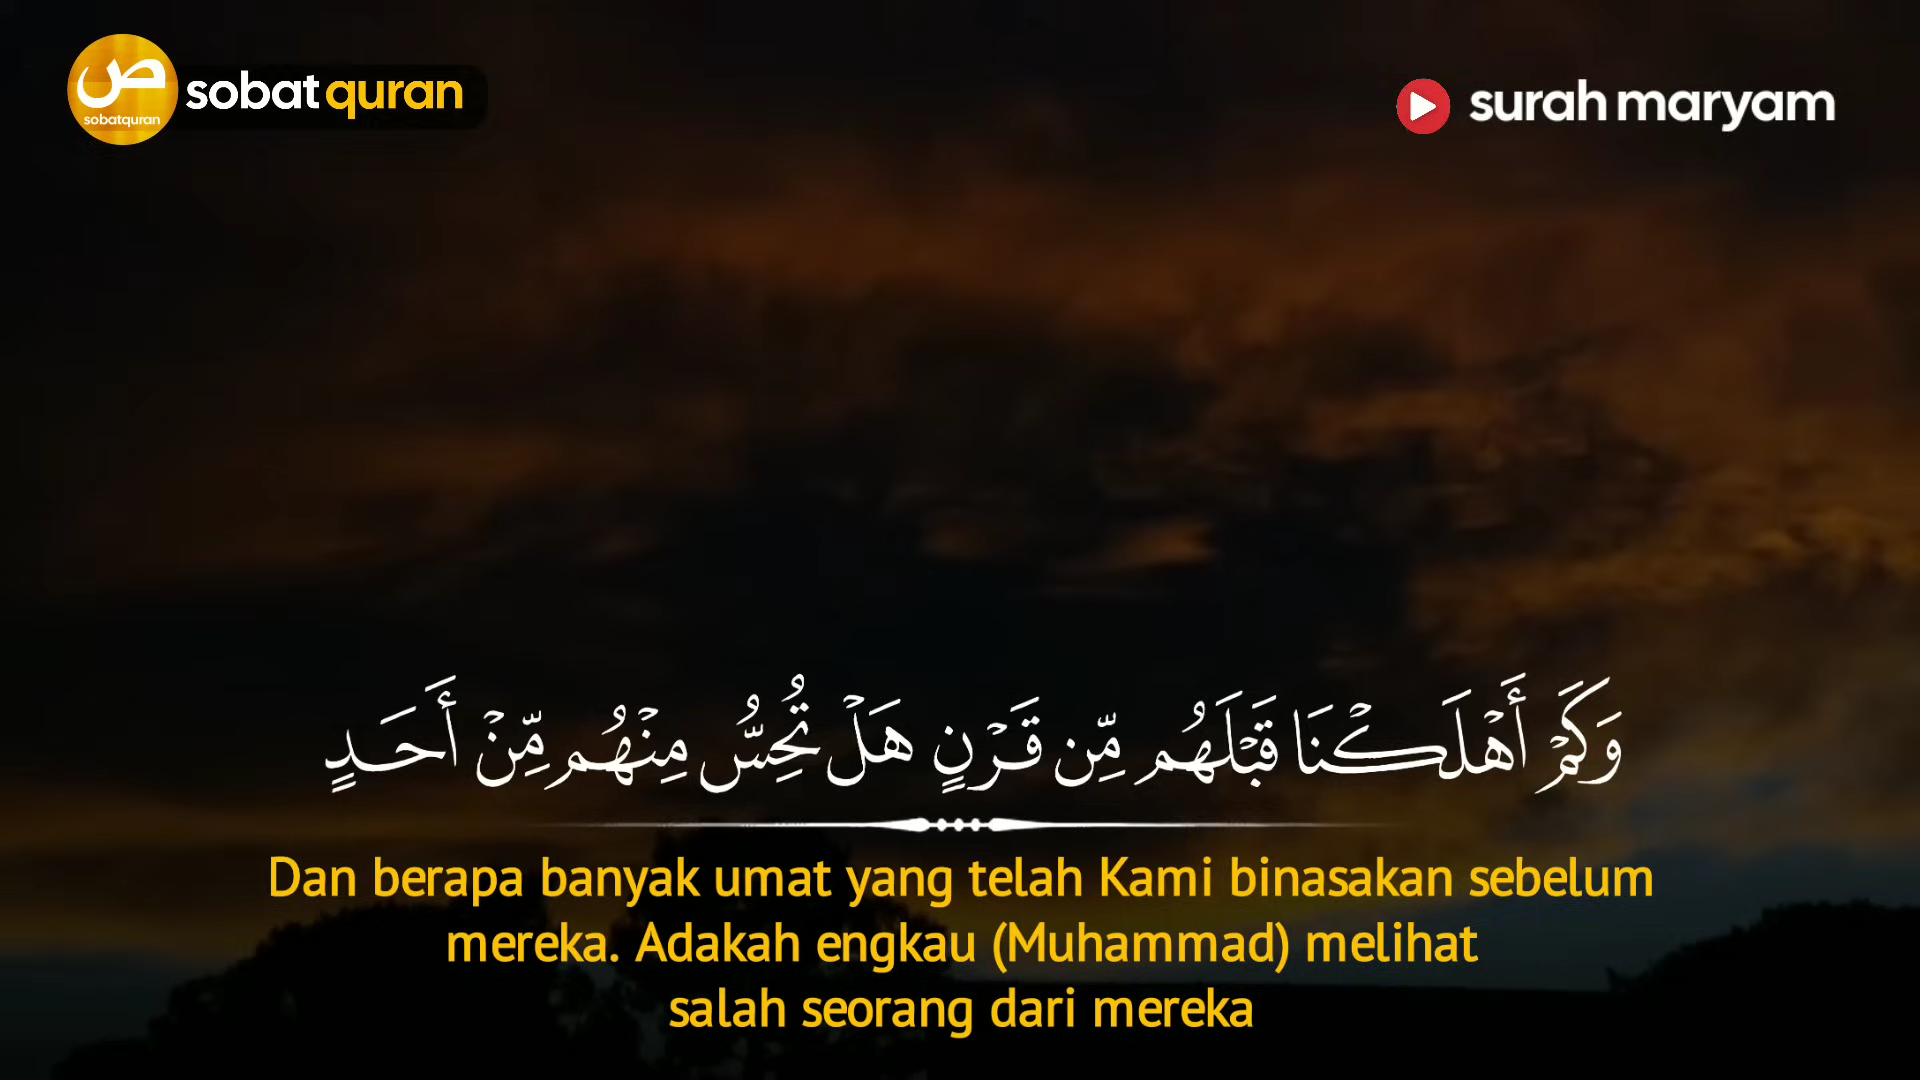 ص
sobatquran
sobat quran
surah maryam
وَكَمْ أَهْلَكْنَا قَبْلَهُم مِّن قَرْنٍ هَلْ تُحِسُّ مِنْهُم مِّنْ أَحَدٍ
Dan berapa banyak umat yang telah Kami binasakan sebelum
mereka. Adakah engkau (Muhammad) melihat
salah seorang dari mereka